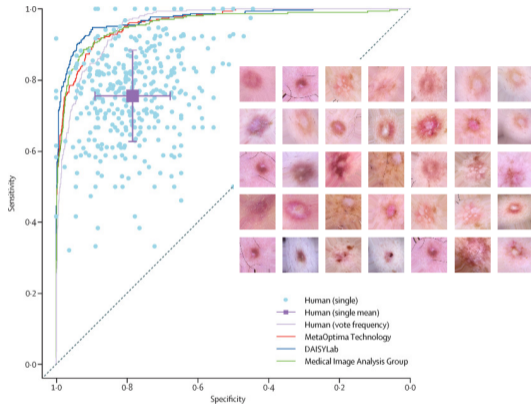 1·0
0·8
0·6
0·4
0·2
0·0
Sensitivity
1·0
0·8
0·6
0·4
0·2
0·0
Specificity
Human (single)
Human (single mean)
Human (vote frequency)
MetaOptima Technology
DAISYLab
Medical Image Analysis Group